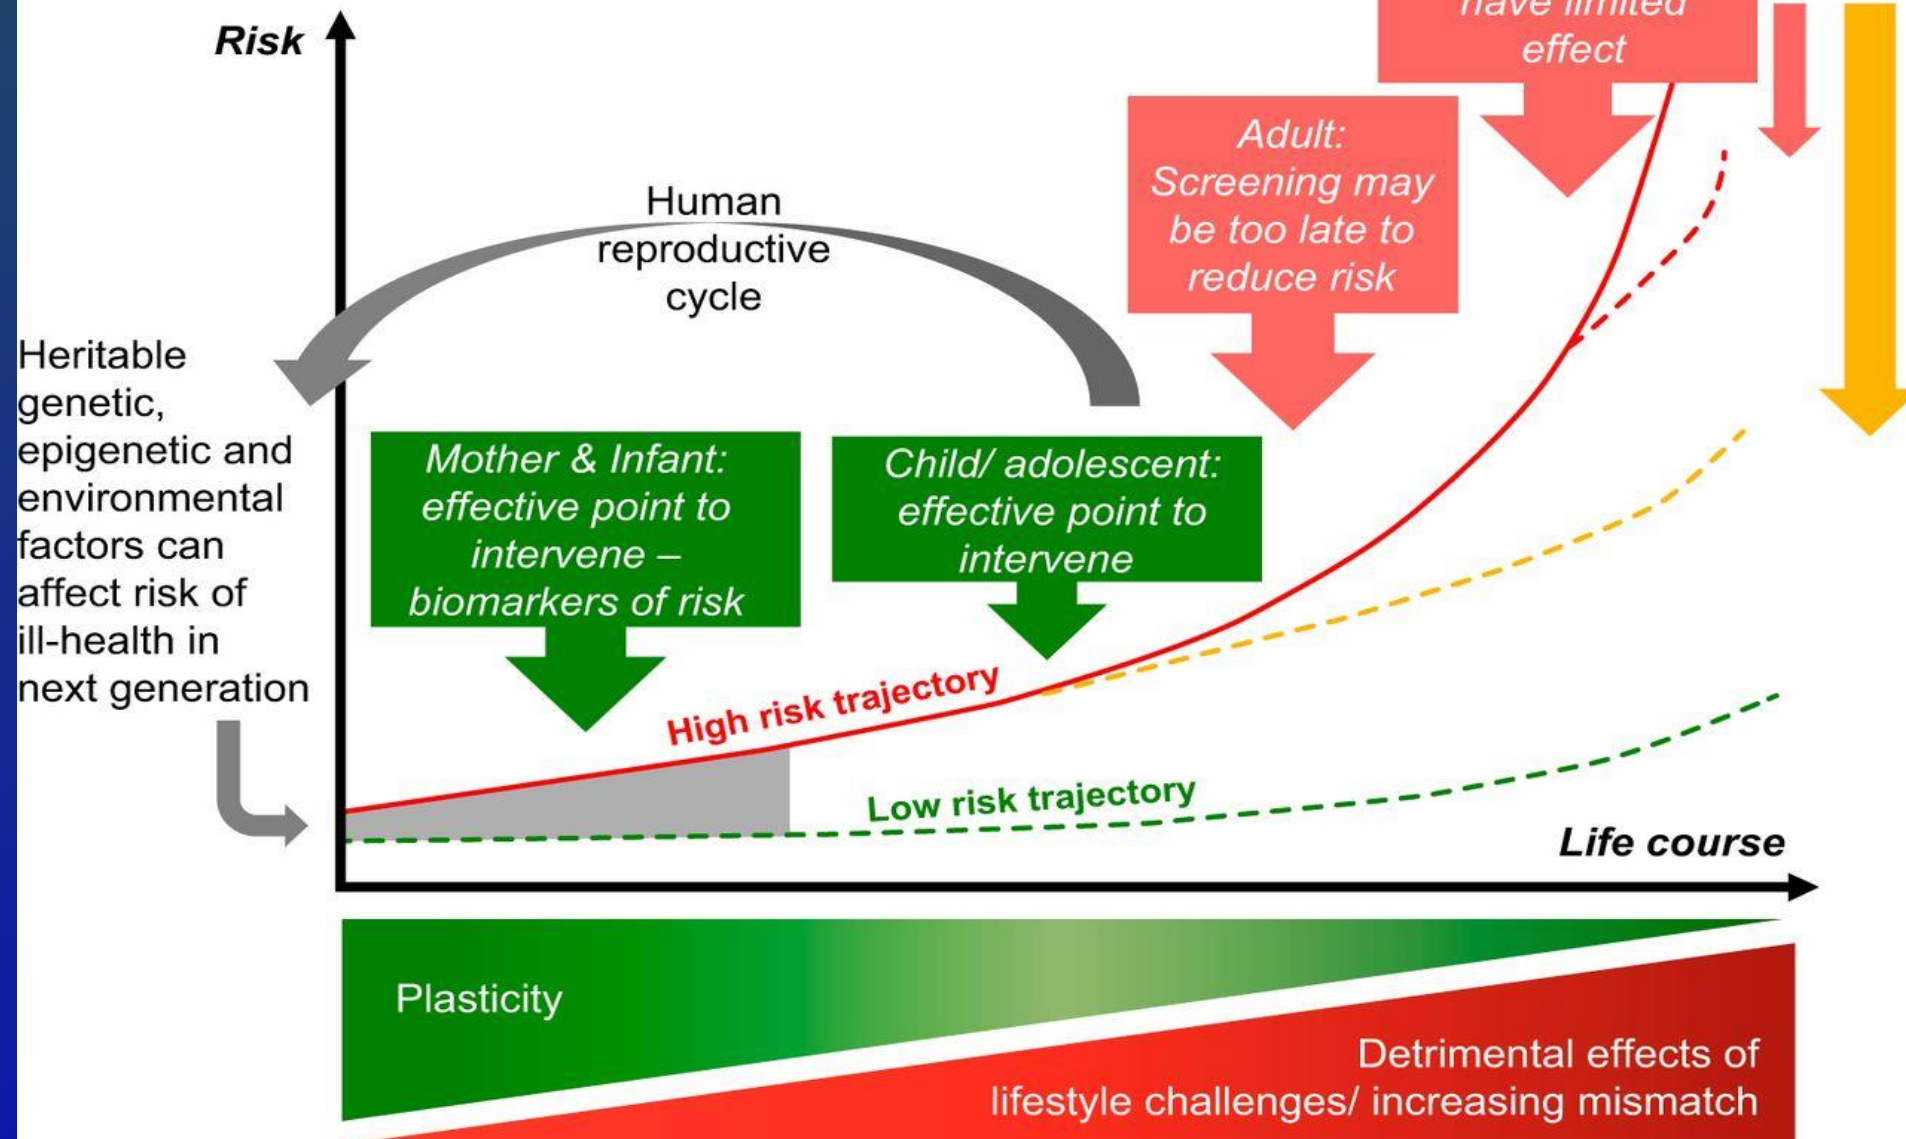 Risk
have limited
effect
Adult:
Screening may
be too late to
reduce risk
Human
reproductive
cycle
Heritable
genetic,
epigenetic and
environmental
factors can
affect risk of
ill-health in
next generation
Mother & Infant:
effective point to
intervene –
biomarkers of risk
Child/ adolescent:
effective point to
intervene
High risk trajectory
Low risk trajectory
Life course
Plasticity
Detrimental effects of
lifestyle challenges/ increasing mismatch